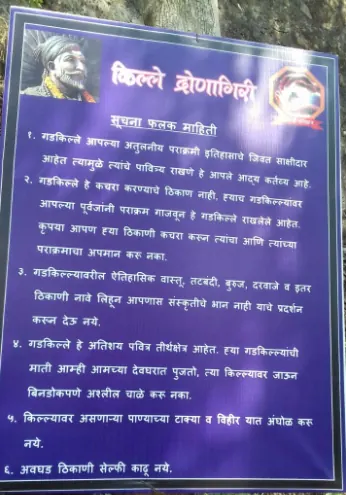 किल्ले द्रोणागिरी
सूचना फलक माहिती
१. गडकिल्ले आपल्या अतुलनीय पराक्रमी इतिहासाचे जिवंत साक्षीदार
आहेत त्यामुळे त्यांचे पावित्र्य राखणे हे आपले आद्य कर्तव्य आहे.
२. गडकिल्ले हे कचरा करण्याचे ठिकाण नाही. ह्याच गडकिल्ल्यांवर
आपल्या पूर्वजांनी पराक्रम गाजवून हे गडकिल्ले राखलेले आहेत.
कृपया आपण ह्या ठिकाणी कचरा करून त्यांचा आणि त्यांच्या
पराक्रमाचा अपमान करू नका.
३. गडकिल्ल्यावरील ऐतिहासिक वास्तू, तटबंदी, बुरुज, दरवाजे व इतर
ठिकाणी नावे लिहून आपणास संस्कृतीचे भान नाही याचे प्रदर्शन
करून देऊ नये.
४. गडकिल्ले हे अतिशय पवित्र तीर्थक्षेत्र आहेत. ह्या गडकिल्ल्यांची
माती आम्ही आमच्या देवघरात पुजतो, त्या किल्ल्यावर जाऊन
बिनडोकपणे अश्लील चाळे करू नका.
५. किल्ल्यावर असणाऱ्या पाण्याच्या टाक्या व विहीर यात अंघोळ करू
नये.
६. अवघड ठिकाणी सेल्फी काढू नये.